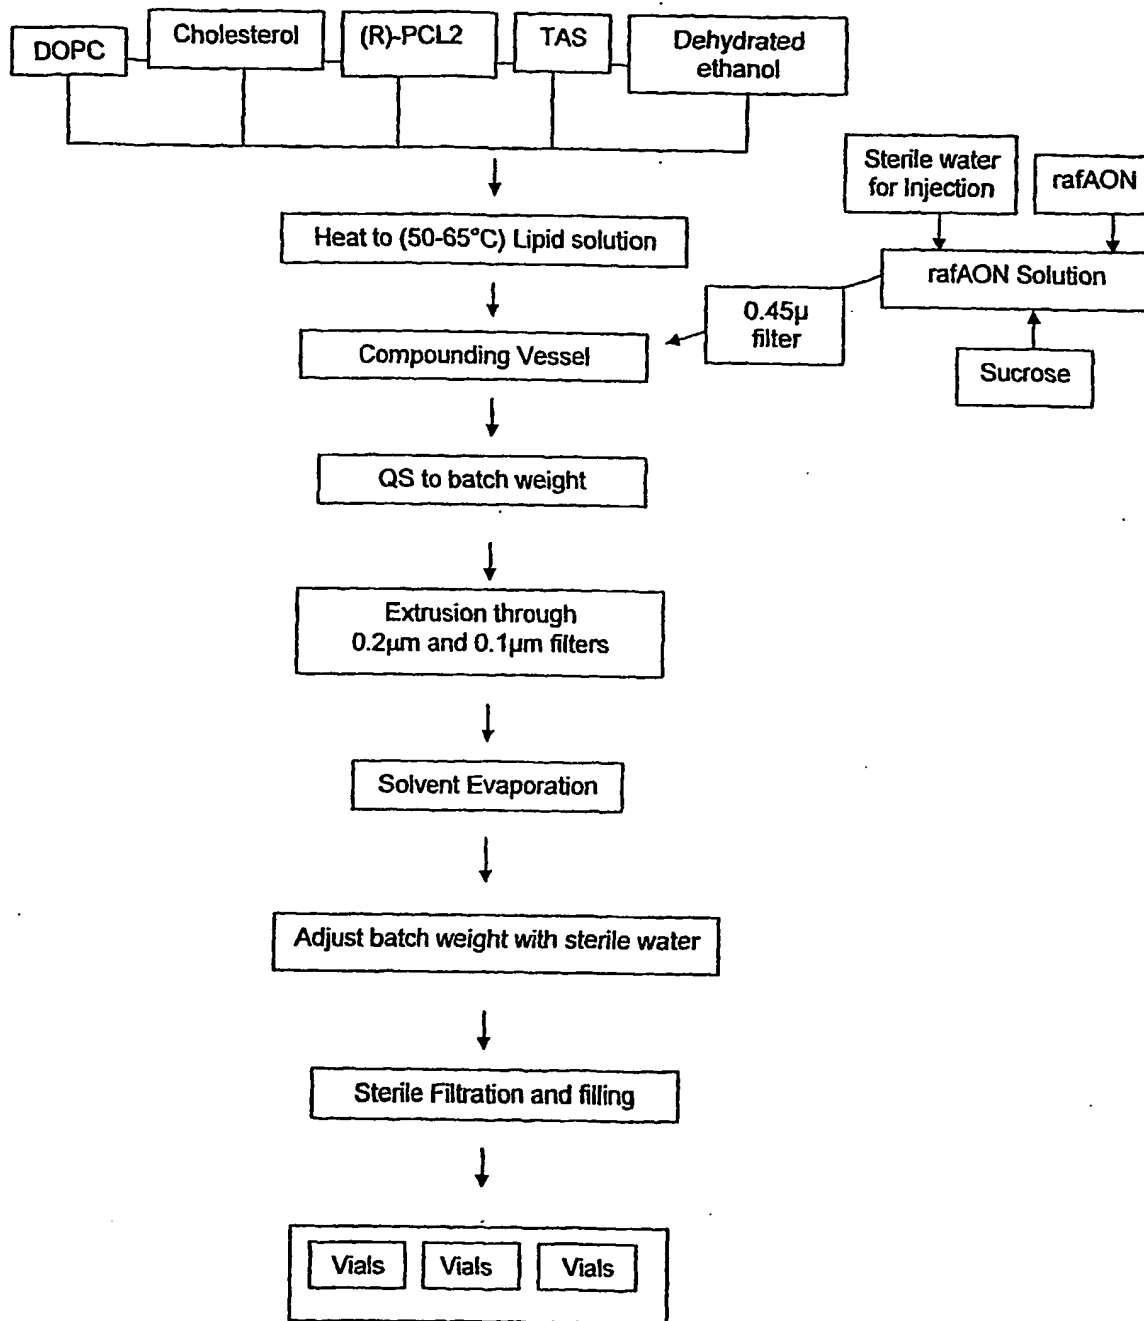 DOPC
Cholesterol
(R)-PCL2
TAS
Dehydrated
ethanol
Sterile water
for Injection
rafAON
Heat to (50-65°C) Lipid solution
rafAON Solution
0.45µ
filter
Compounding Vessel
Sucrose
QS to batch weight
Extrusion through
0.2µm and 0.1µm filters
Solvent Evaporation
Adjust batch weight with sterile water
Sterile Filtration and filling
Vials
Vials
Vials